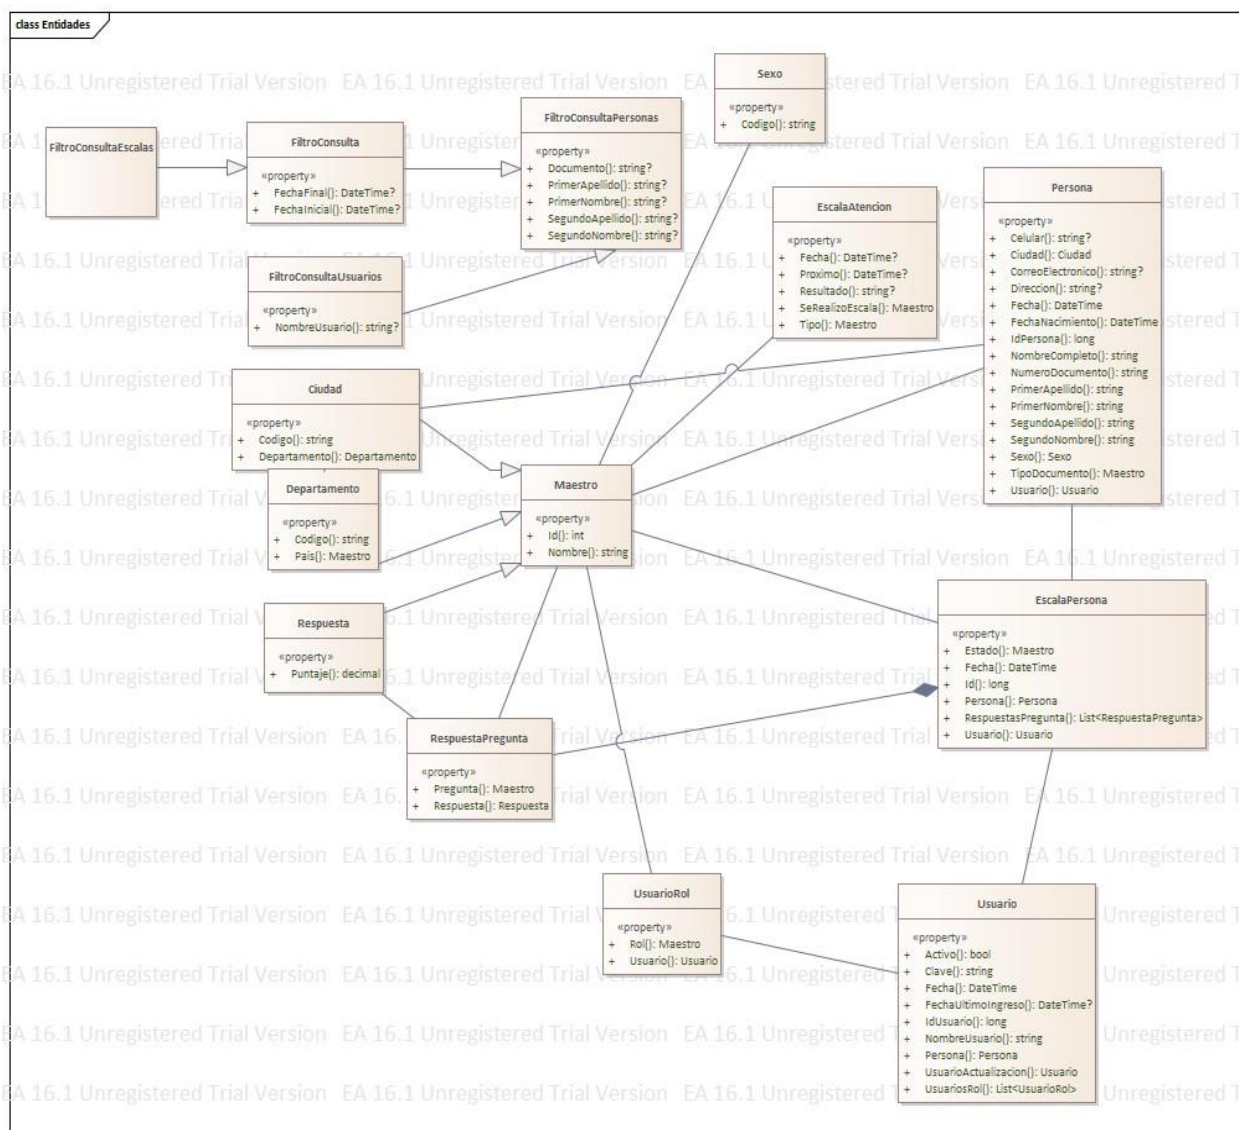 class Entidades
Sexo
«property»
+ Codigo(): string
FiltroConsultaEscalas
FiltroConsulta
«property»
+ FechaFinal(): DateTime?
+ FechaInicial(): DateTime?
FiltroConsultaPersonas
«property»
+ Documento(): string?
+ PrimerApellido(): string?
+ PrimerNombre(): string?
+ SegundoApellido(): string?
+ SegundoNombre(): string?
FiltroConsultaUsuarios
«property»
+ NombreUsuario(): string?
EscalaAtencion
«property»
+ Fecha(): DateTime?
+ Proximo(): DateTime?
+ Resultado(): string?
+ SeRealizoEscala(): Maestro
+ Tipo(): Maestro
Persona
«property»
+ Celular(): string?
+ Ciudad(): Ciudad
+ CorreoElectronico(): string?
+ Direccion(): string?
+ Fecha(): DateTime
+ FechaNacimiento(): DateTime
+ IdPersona(): long
+ NombreCompleto(): string
+ NumeroDocumento(): string
+ PrimerApellido(): string
+ PrimerNombre(): string
+ SegundoApellido(): string
+ SegundoNombre(): string
+ Sexo(): Sexo
+ TipoDocumento(): Maestro
+ Usuario(): Usuario
Ciudad
«property»
+ Codigo(): string
+ Departamento(): Departamento
Departamento
«property»
+ Codigo(): string
+ Pais(): Maestro
Maestro
«property»
+ Id(): int
+ Nombre(): string
Respuesta
«property»
+ Puntaje(): decimal
EscalaPersona
«property»
+ Estado(): Maestro
+ Fecha(): DateTime
+ Id(): long
+ Persona(): Persona
+ RespuestasPregunta(): List<RespuestaPregunta>
+ Usuario(): Usuario
RespuestaPregunta
«property»
+ Pregunta(): Maestro
+ Respuesta(): Respuesta
UsuarioRol
«property»
+ Rol(): Maestro
+ Usuario(): Usuario
Usuario
«property»
+ Activo(): bool
+ Clave(): string
+ Fecha(): DateTime
+ FechaUltimoIngreso(): DateTime?
+ IdUsuario(): long
+ NombreUsuario(): string
+ Persona(): Persona
+ UsuarioActualizacion(): Usuario
+ UsuariosRol(): List<UsuarioRol>
EA 16.1 Unregistered Trial Version